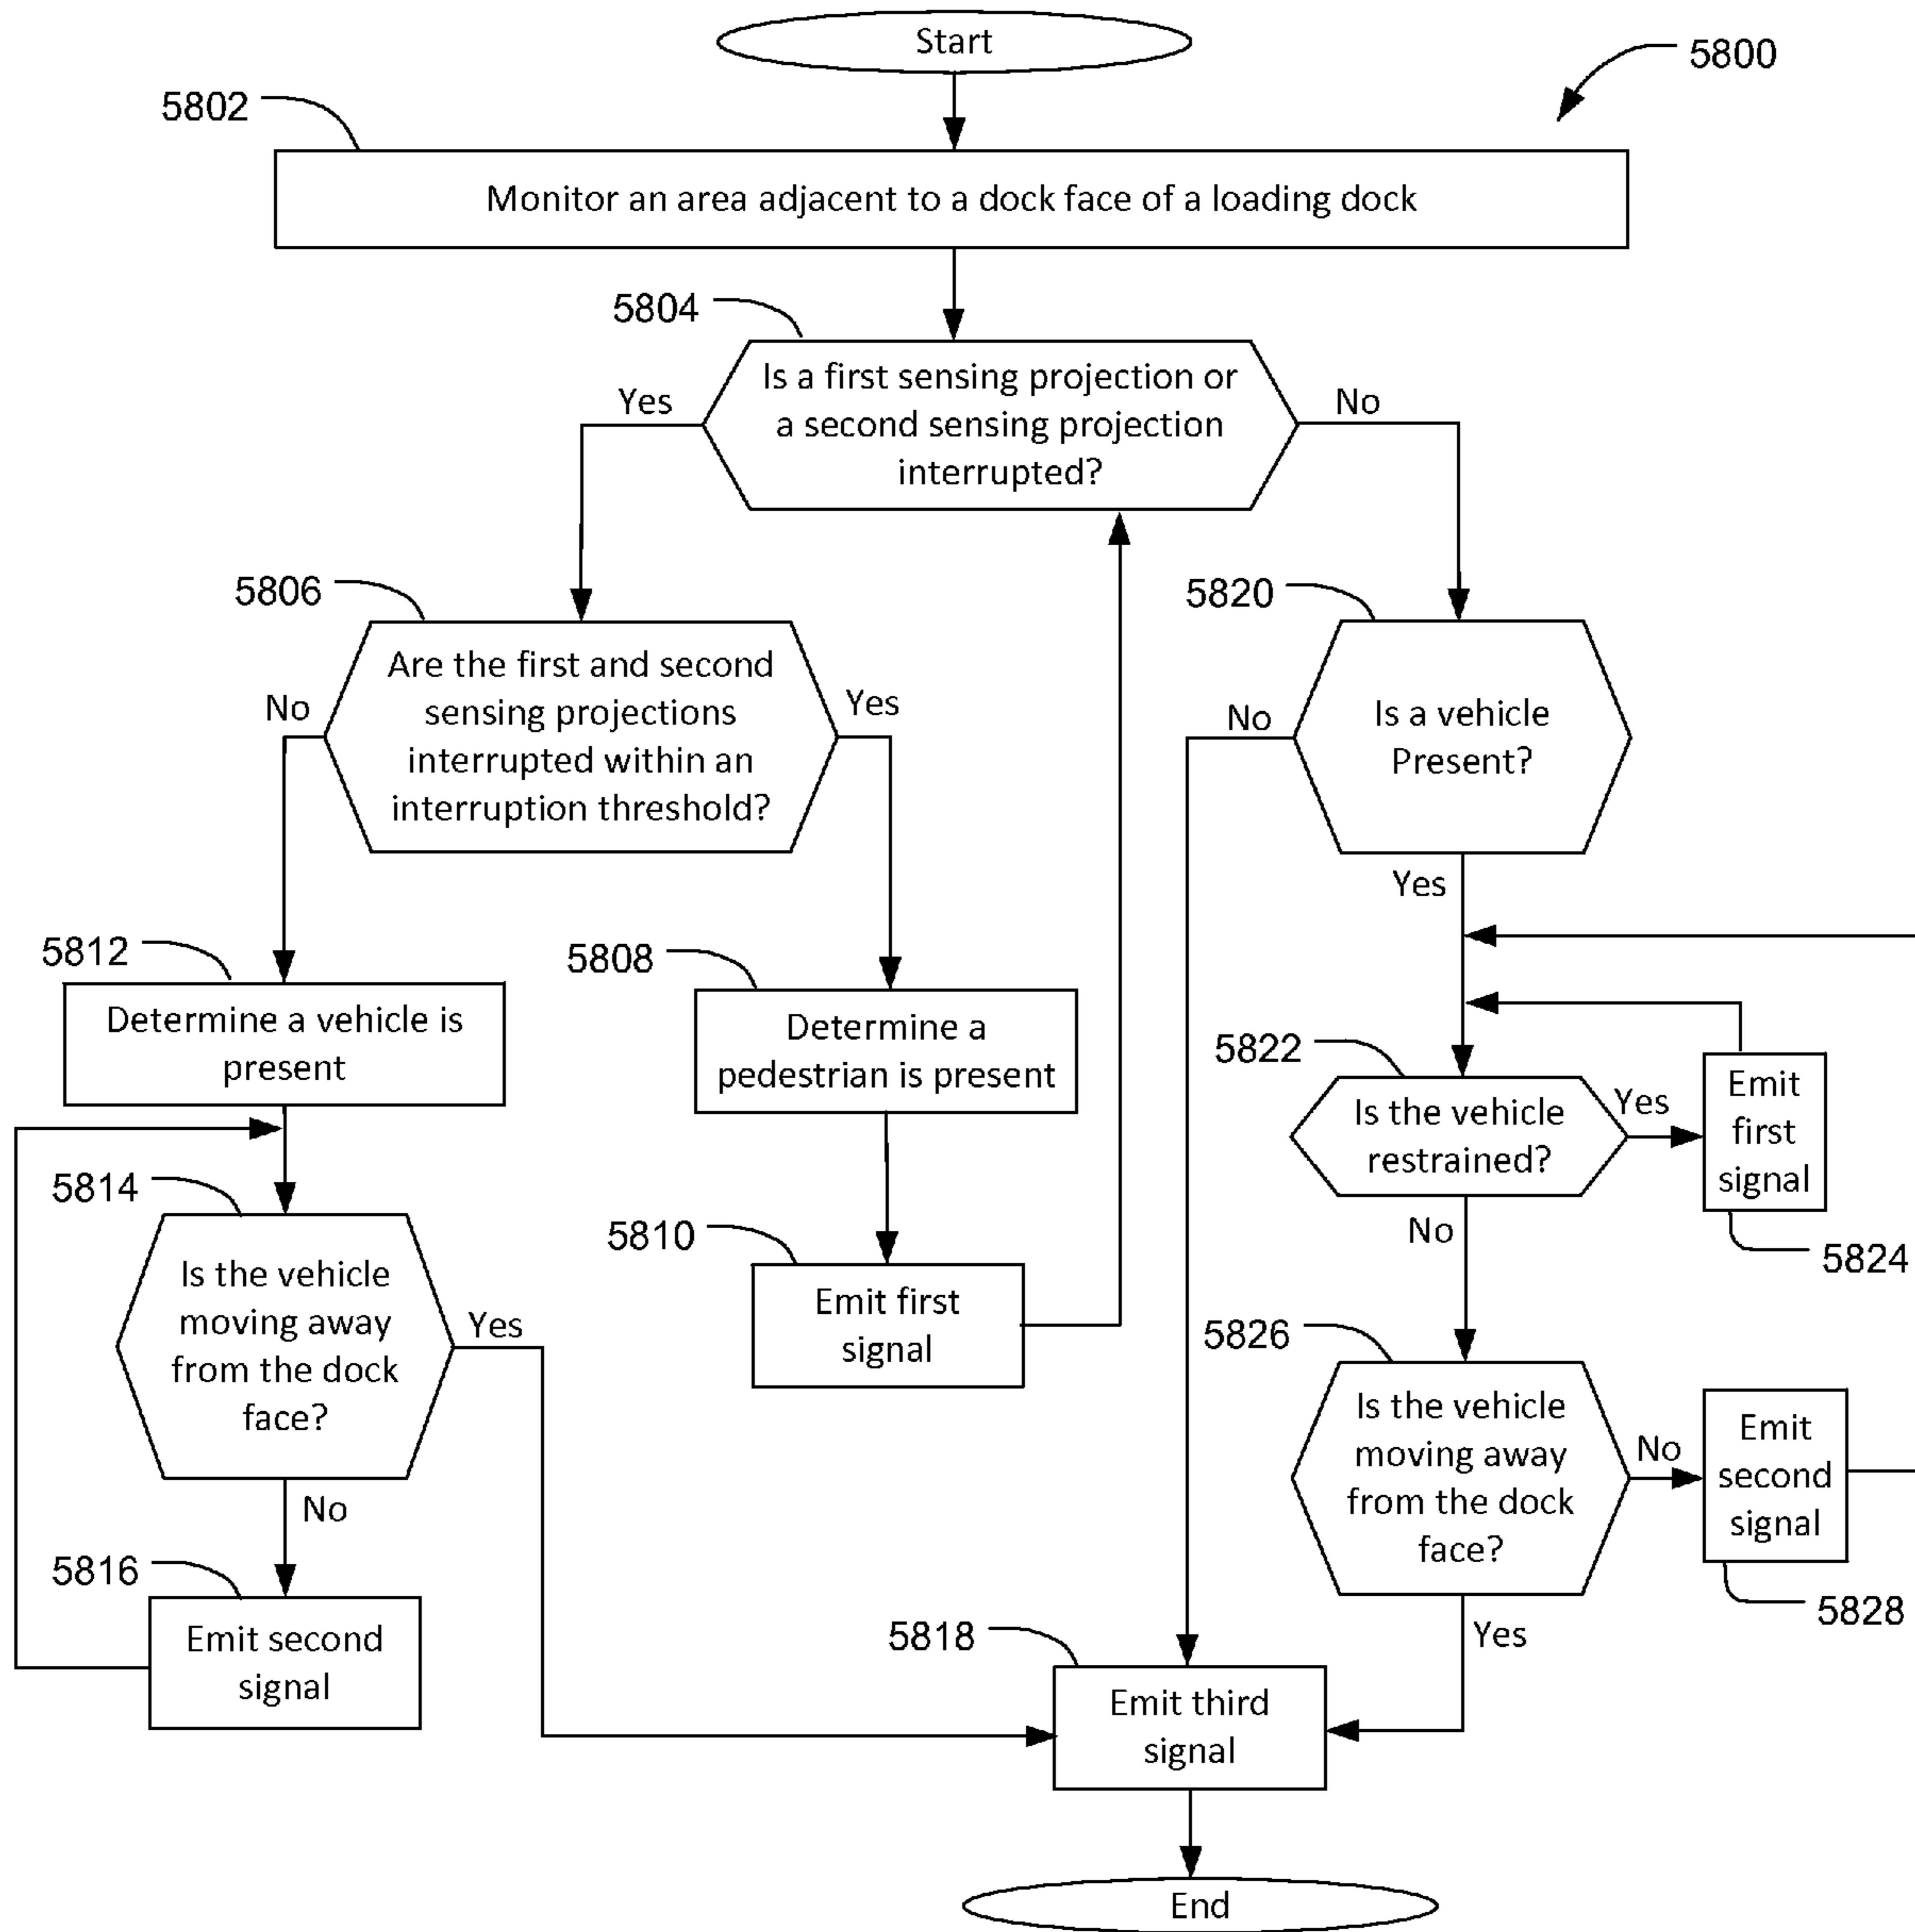 Start
5800
5802
Monitor an area adjacent to a dock face of a loading dock
5804
Is a first sensing projection or
a second sensing projection
interrupted?
Yes
No
5806
Are the first and second
sensing projections
interrupted within an
interruption threshold?
No
Yes
5820
Is a vehicle
Present?
No
Yes
5812
Determine a vehicle is
present
5808
Determine a
pedestrian is present
5822
Is the vehicle
restrained?
Yes
No
Emit
first
signal
5824
5814
Is the vehicle
moving away
from the dock
face?
Yes
No
5810
Emit first
signal
5826
Is the vehicle
moving away
from the dock
face?
No
Yes
Emit
second
signal
5828
5816
Emit second
signal
5818
Emit third
signal
End